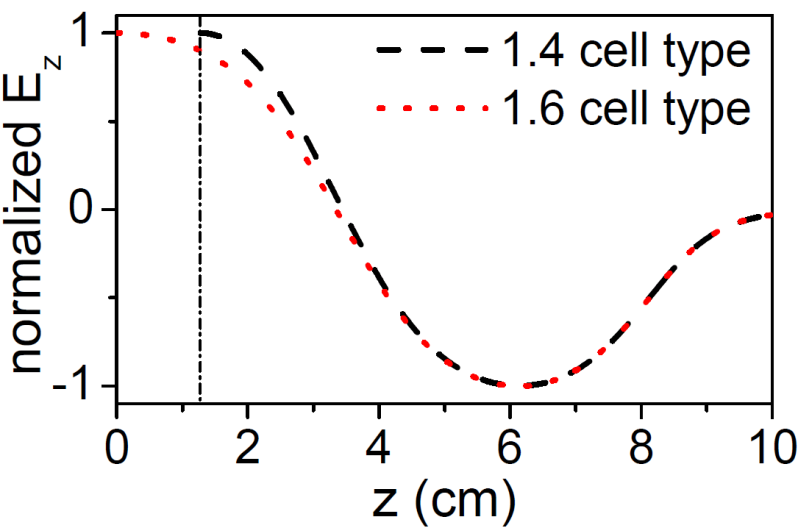 1
0
-1
normalized E_z
1.4 cell type
1.6 cell type
0 2 4 6 8 10
z (cm)